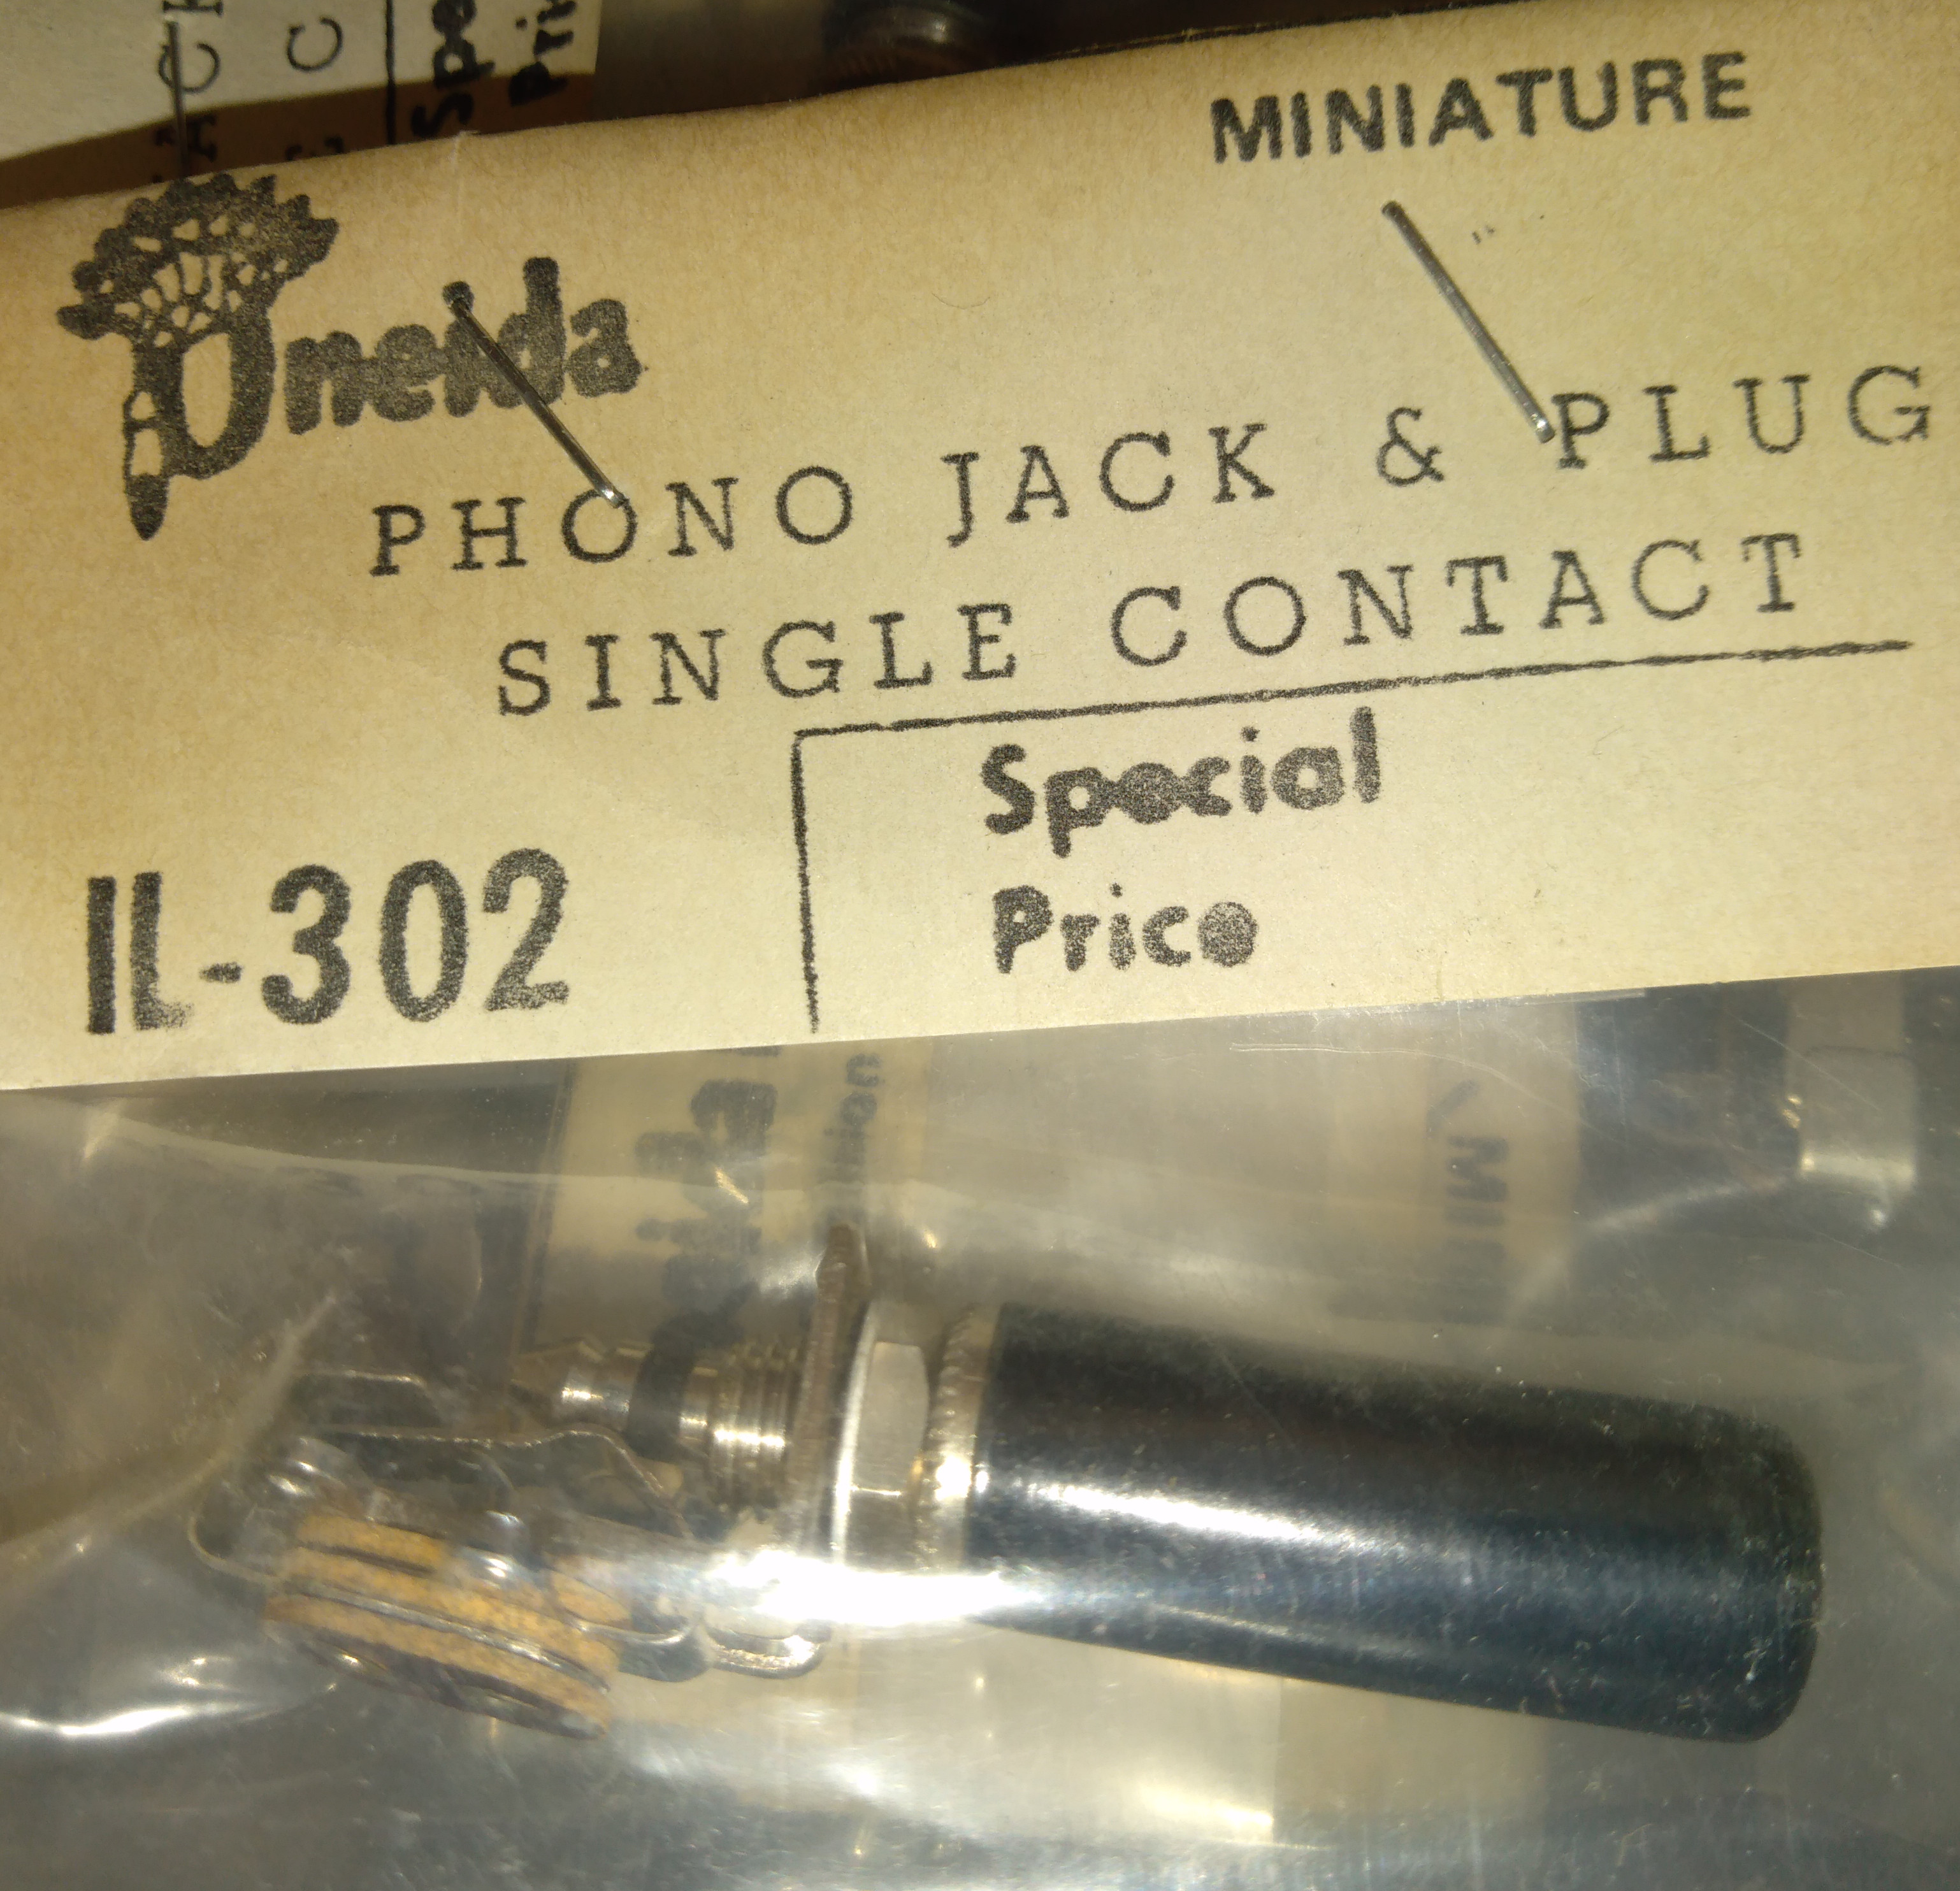 MINIATURE
Oneida
PHONO JACK & PLUG
SINGLE CONTACT
Special
Price
IL-302